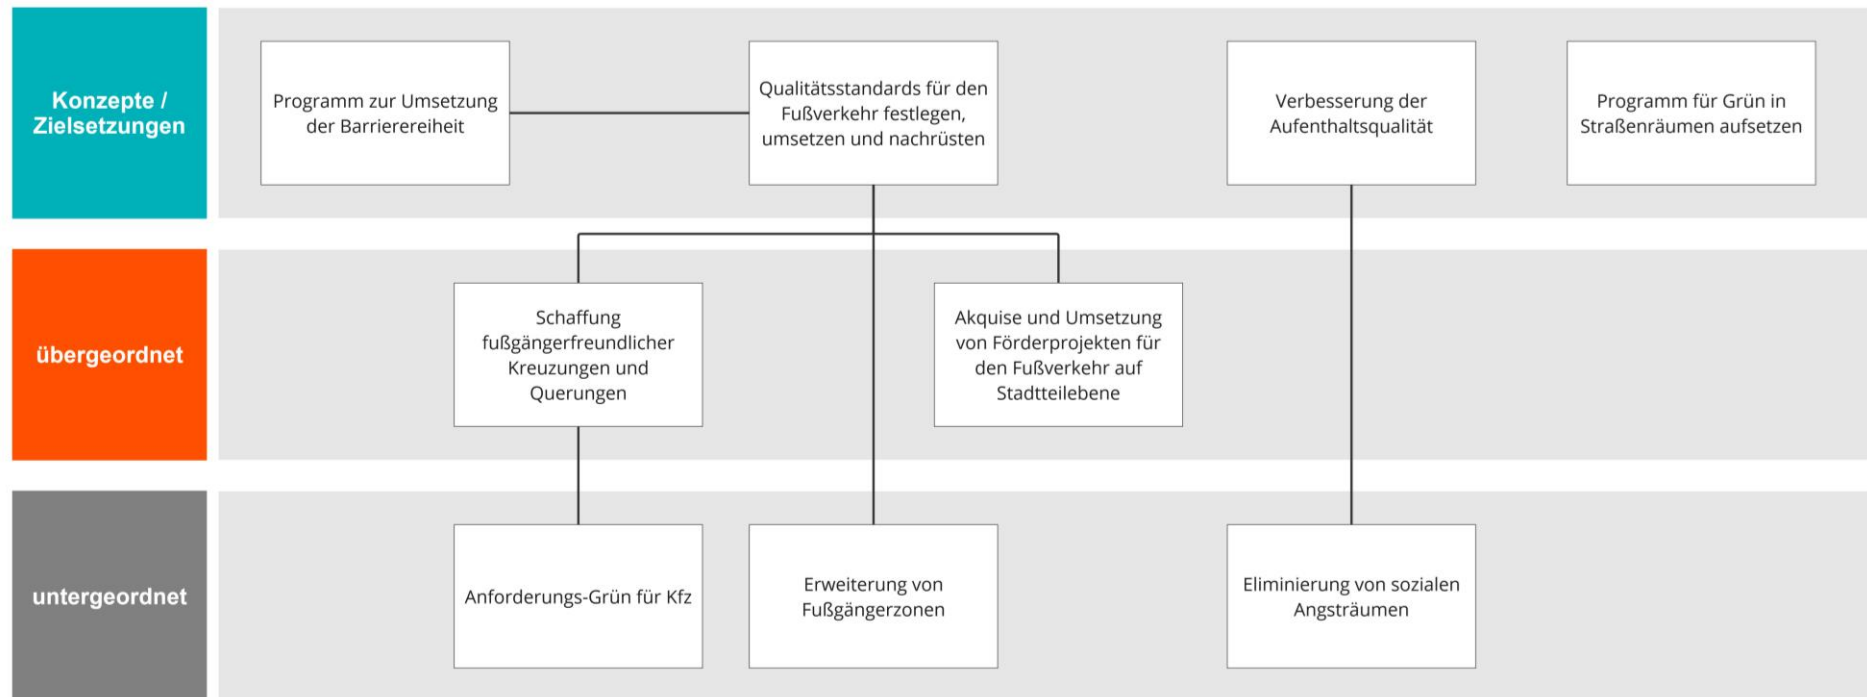 Konzepte /
Zielsetzungen
Programm zur Umsetzung
der Barrierereiheit
Qualitätsstandards für den
Fußverkehr festlegen,
umsetzen und nachrüsten
Verbesserung der
Aufenthaltsqualität
Programm für Grün in
Straßenräumen aufsetzen
übergeordnet
Schaffung
fußgängerfreundlicher
Kreuzungen und
Querungen
Akquise und Umsetzung
von Förderprojekten für
den Fußverkehr auf
Stadtteilebene
untergeordnet
Anforderungs-Grün für Kfz
Erweiterung von
Fußgängerzonen
Eliminierung von sozialen
Angsträumen